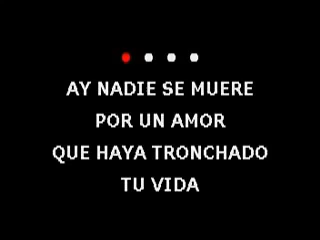 AY NADIE SE MUERE
POR UN AMOR
QUE HAYA TRONCHADO
TU VIDA